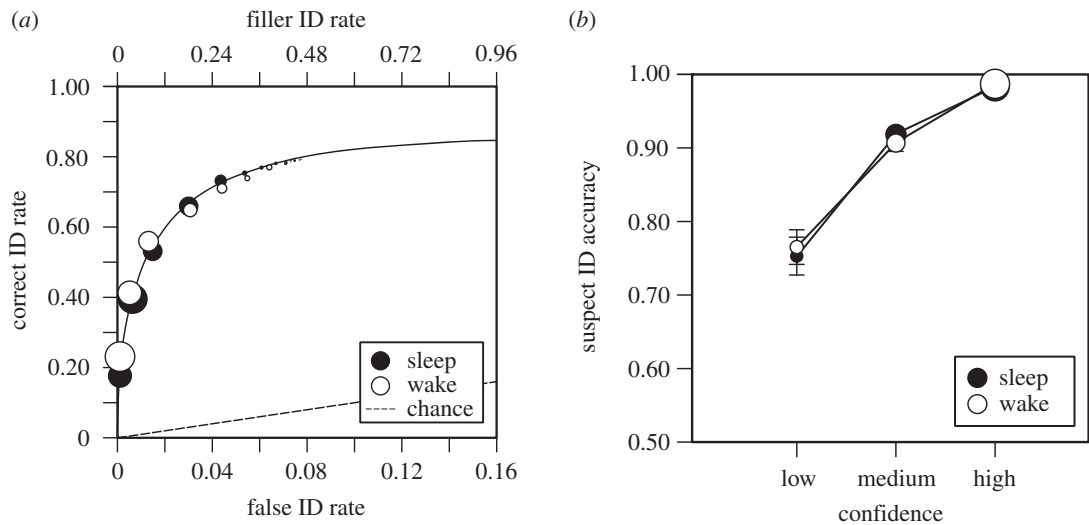 (a)
filler ID rate
0 0.24 0.48 0.72 0.96
1.00
0.80
0.60
0.40
0.20
0
correct ID rate
sleep
wake
chance
0 0.04 0.08 0.12 0.16
false ID rate
(b)
1.00
0.90
0.80
0.70
0.60
0.50
suspect ID accuracy
sleep
wake
low medium high
confidence